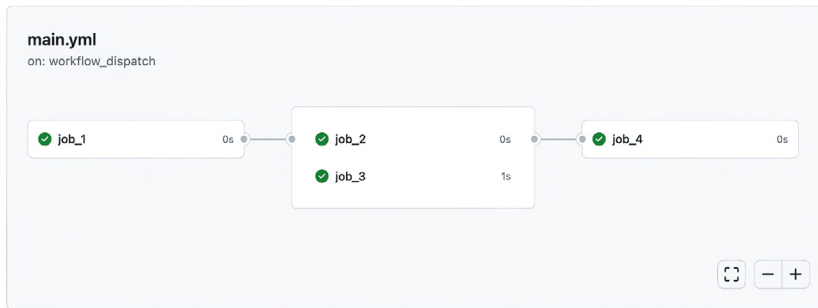 main.yml
on: workflow_dispatch
job_1 0s
job_2 0s
job_3 1s
job_4 0s